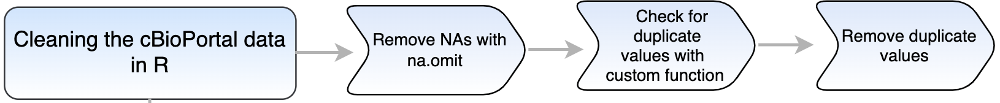 Cleaning the cBioPortal data
in R
Remove NAs with
na.omit
Check for
duplicate
values with
custom function
Remove duplicate
values